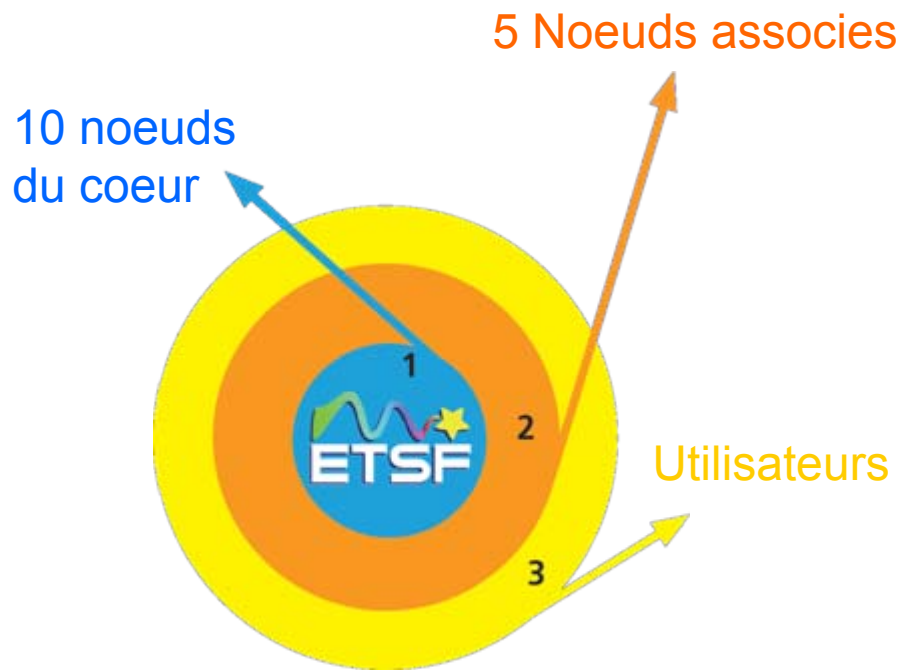 5 Noeuds associes
10 noeuds
du coeur
1
2
ETSF
Utilisateurs
3